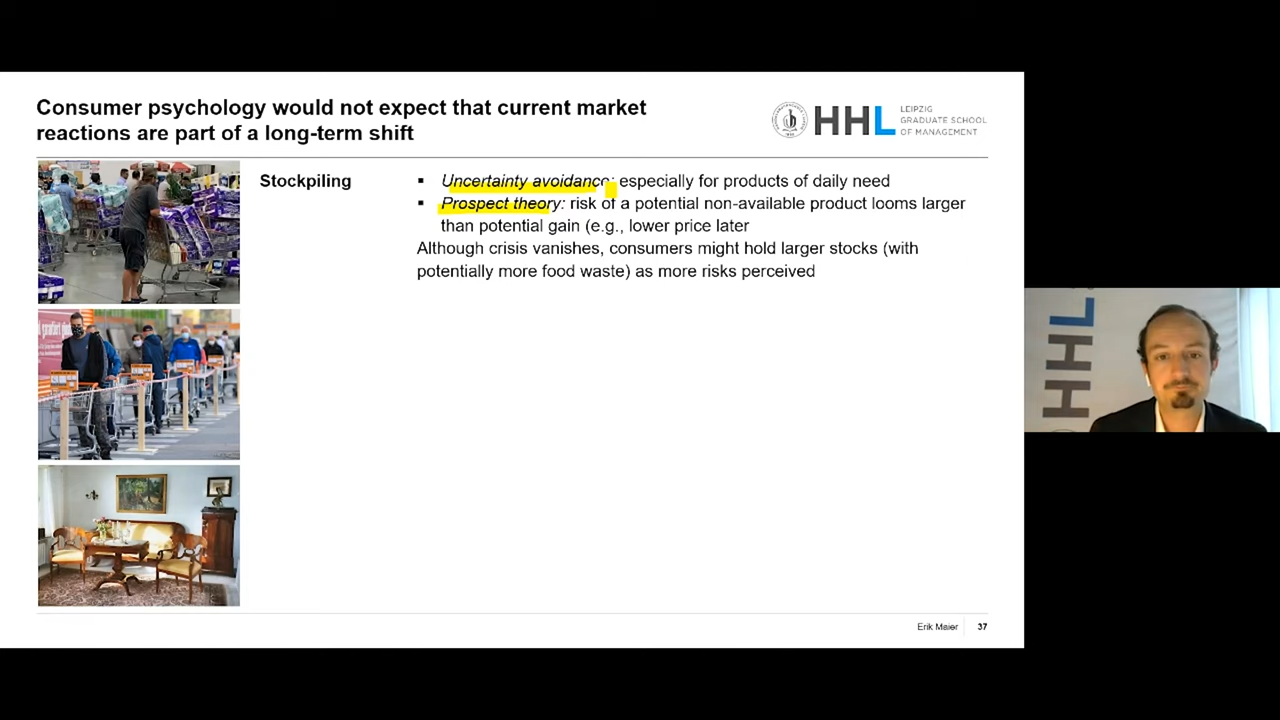 Consumer psychology would not expect that current market
reactions are part of a long-term shift
HHL
LEIPZIG
GRADUATE SCHOOL
OF MANAGEMENT
Stockpiling
▪ Uncertainty avoidance: especially for products of daily need
▪ Prospect theory: risk of a potential non-available product looms larger
than potential gain (e.g., lower price later
Although crisis vanishes, consumers might hold larger stocks (with
potentially more food waste) as more risks perceived
HHL
Erik Maier 37